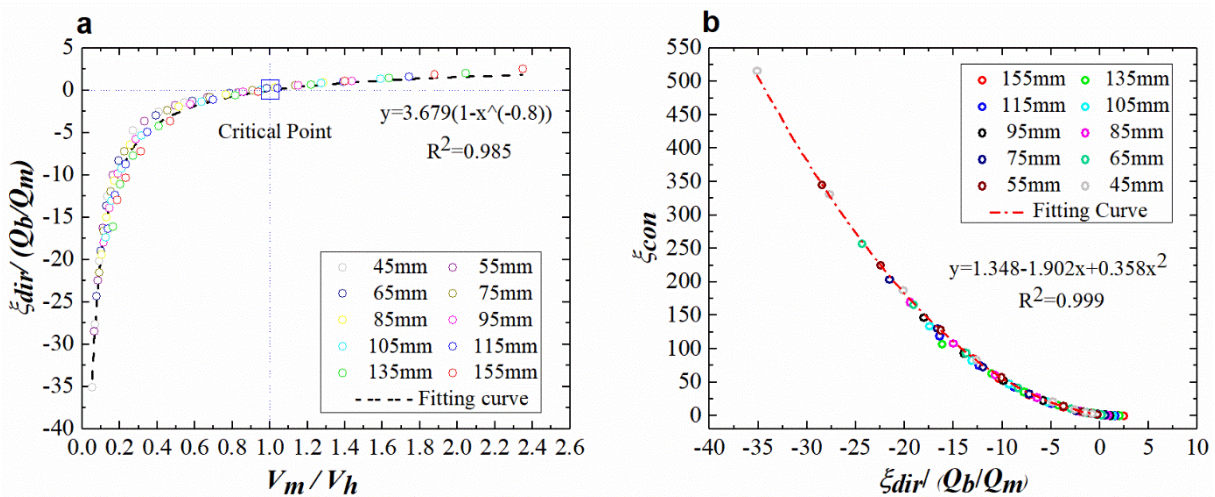 a
5
0
-5
-10
-15
-20
-25
-30
-35
-40
0.0 0.2 0.4 0.6 0.8 1.0 1.2 1.4 1.6 1.8 2.0 2.2 2.4 2.6
ξdir/ (Qb/Qm)
Vm / Vh
Critical Point
y=3.679(1-x^(-0.8))
R2=0.985
45mm 55mm
65mm 75mm
85mm 95mm
105mm 115mm
135mm 155mm
Fitting curve
b
550
500
450
400
350
300
250
200
150
100
50
0
-50
-40 -35 -30 -25 -20 -15 -10 -5 0 5 10
ξcon
ξdir/ (Qb/Qm)
155mm 135mm
115mm 105mm
95mm 85mm
75mm 65mm
55mm 45mm
Fitting Curve
y=1.348-1.902x+0.358x2
R2=0.999